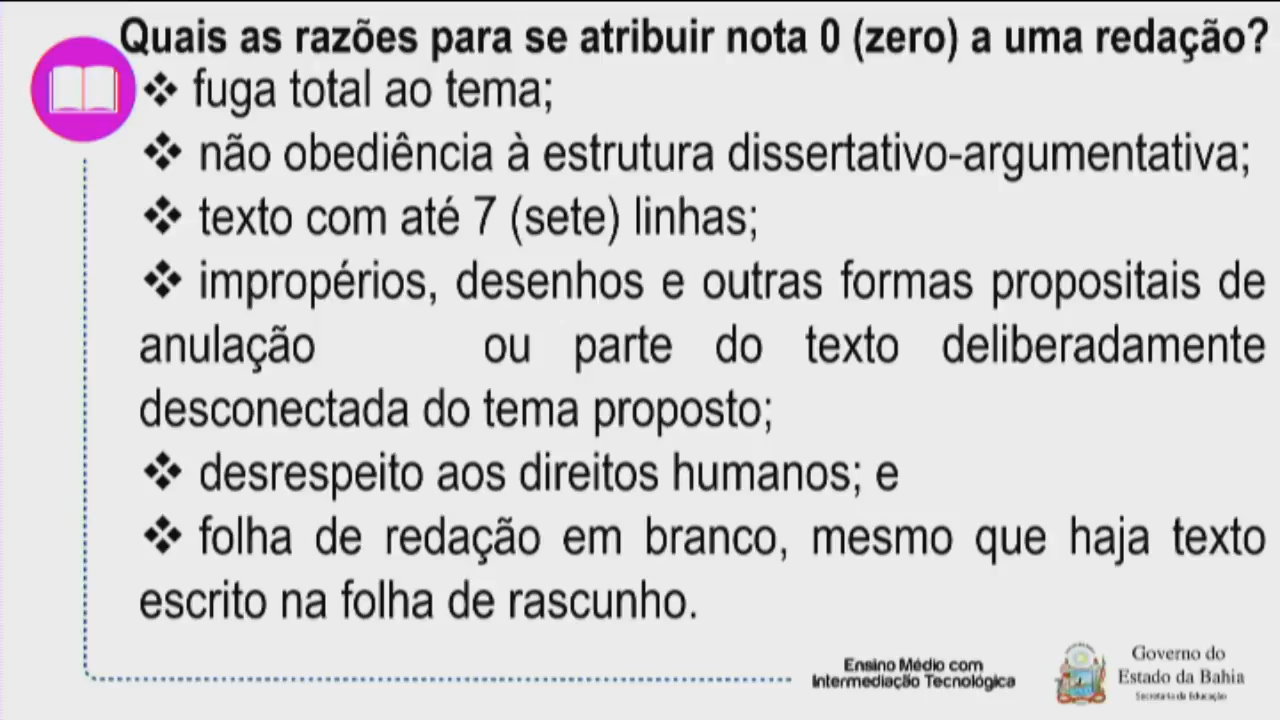 Quais as razões para se atribuir nota 0 (zero) a uma redação?
❖ fuga total ao tema;
❖ não obediência à estrutura dissertativo-argumentativa;
❖ texto com até 7 (sete) linhas;
❖ impropérios, desenhos e outras formas propositais de
anulação ou parte do texto deliberadamente
desconectada do tema proposto;
❖ desrespeito aos direitos humanos; e
❖ folha de redação em branco, mesmo que haja texto
escrito na folha de rascunho.
Ensino Médio com
Intermediação Tecnológica
Governo do
Estado da Bahia
Secretaria da Educação